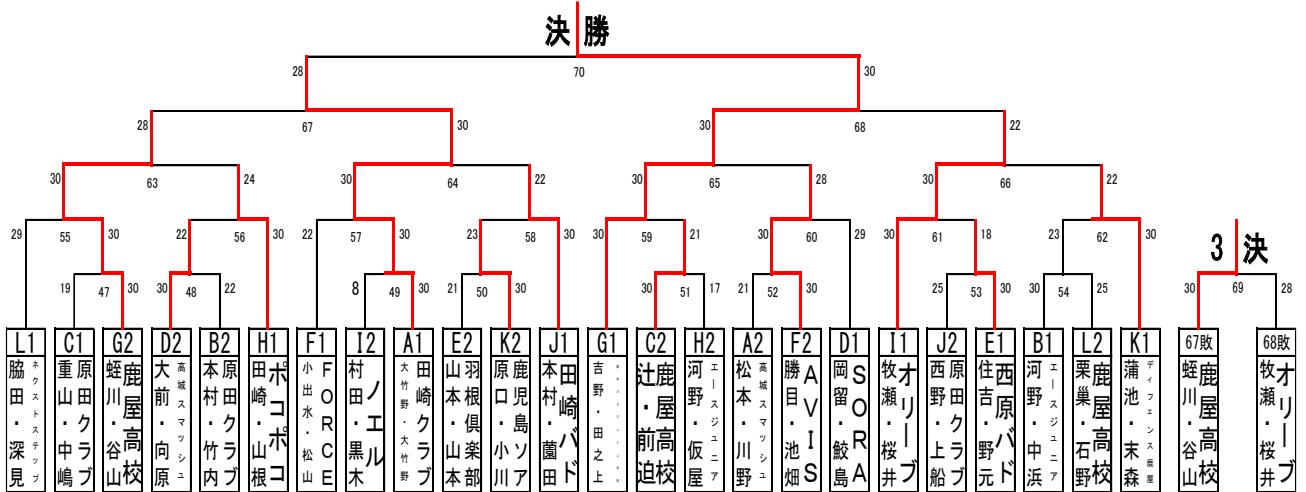 決 勝
28 70 30
28 67 30 30 68 22
30 63 24 30 64 22 30 65 28 30 66 22
29 55 30 22 56 30 22 57 30 23 58 30 30 59 21 30 60 29 30 61 18 23 62 30
3 決
19 47 30 30 48 22 8 49 30 21 50 30 30 51 17 21 52 30 25 53 30 30 54 25 30 69 28
L1 C1 G2 D2 B2 H1 F1 I2 A1 E2 K2 J1 G1 C2 H2 A2 F2 D1 I1 J2 E1 B1 L2 K1 67敗 68敗
ネクストステップ
脇田・深見
原田クラブ
重山・中嶋
鹿屋高校
蛭川・谷山
高城スマッシュ
大前・向原
原田クラブ
本村・竹内
ポコポコ
田崎・山根
FORCE
小出水・松山
ノエル
村田・黒木
田崎クラブ
大竹野・大竹野
羽根倶楽部
山本・山本
鹿児島ソア
原口・小川
田崎バド
本村・薗田
吉野・田之上
鹿屋高校
辻・前迫
エースジュニア
河野・仮屋
高城スマッシュ
松本・川野
AVIS
勝目・池畑
SORA
岡留・鮫島
オリーブ
牧瀬・桜井
原田クラブ
西野・上船
西原バド
住吉・野元
エースジュニア
河野・中浜
鹿屋高校
栗巣・石野
ディフェンス鹿屋
蒲池・末森
鹿屋高校
蛭川・谷山
オリーブ
牧瀬・桜井